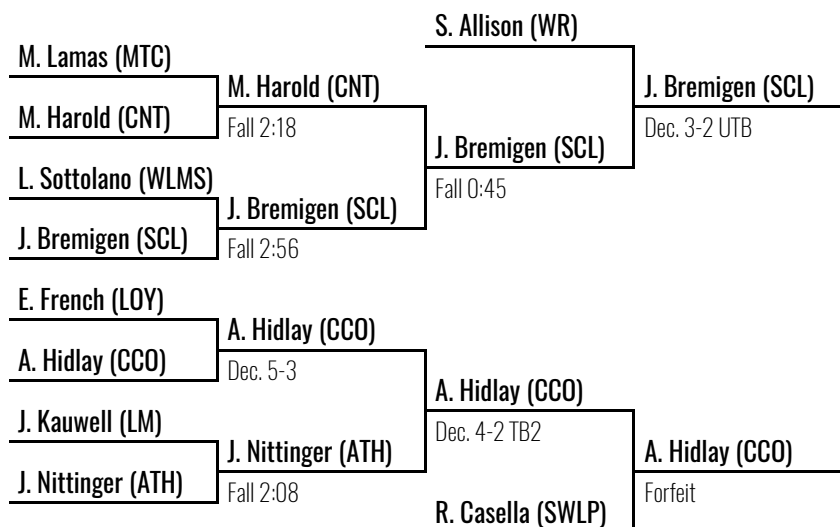 S. Allison (WR)
M. Lamas (MTC)
M. Harold (CNT)
J. Bremigen (SCL)
M. Harold (CNT)
Fall 2:18
Dec. 3-2 UTB
J. Bremigen (SCL)
L. Sottolano (WLMS)
Fall 0:45
J. Bremigen (SCL)
J. Bremigen (SCL)
Fall 2:56
E. French (LOY)
A. Hidlay (CCO)
A. Hidlay (CCO)
Dec. 5-3
A. Hidlay (CCO)
J. Kauwell (LM)
Dec. 4-2 TB2
J. Nittinger (ATH)
A. Hidlay (CCO)
J. Nittinger (ATH)
Fall 2:08
Forfeit
R. Casella (SWLP)